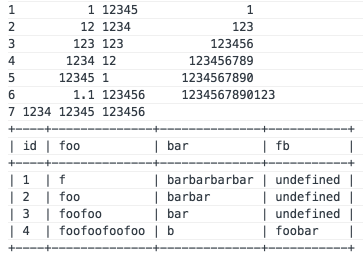 1          1 12345               1
2         12 1234              123
3        123 123            123456
4       1234 12          123456789
5      12345 1          1234567890
6        1.1 123456     1234567890123
7 1234 12345 123456
+----+--------------+--------------+-----------+
| id | foo          | bar          | fb        |
+----+--------------+--------------+-----------+
| 1  | f            | barbarbarbar | undefined |
| 2  | foo          | barbar       | undefined |
| 3  | foofoo       | bar          | undefined |
| 4  | foofoofoofoo | b            | foobar    |
+----+--------------+--------------+-----------+